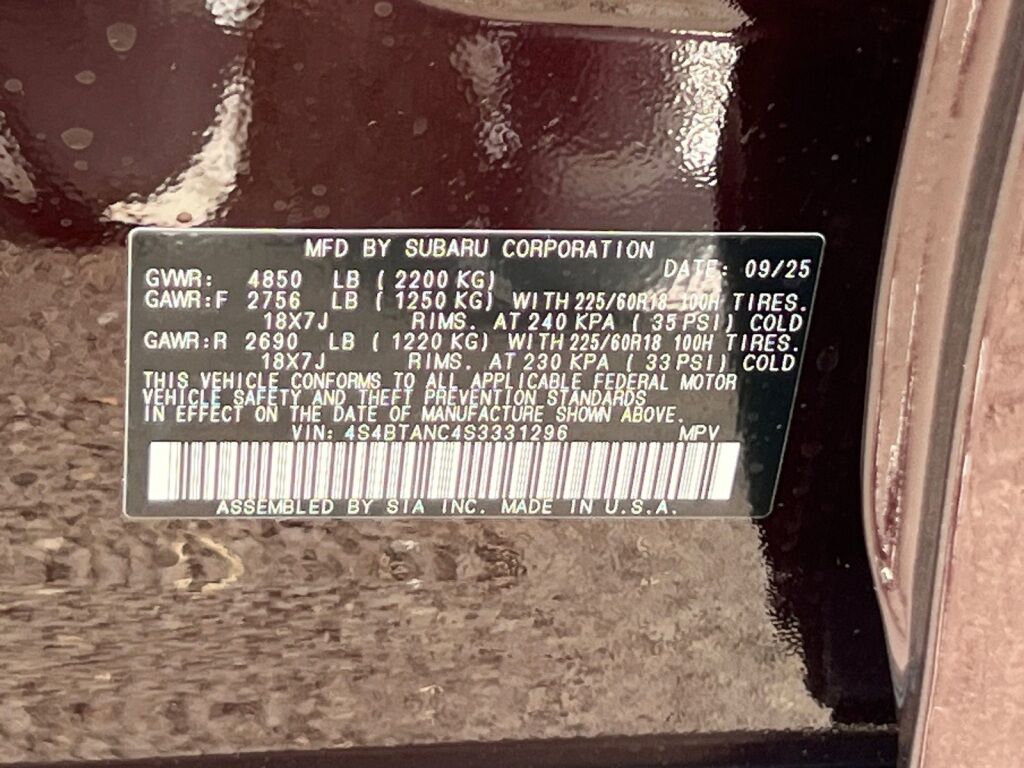 MFD BY SUBARU CORPORATION
DATE: 09/25
GVWR: 4850 LB ( 2200 KG)
GAWR:F 2756 LB ( 1250 KG) WITH 225/60R18 100H TIRES.
18X7J RIMS. AT 240 KPA ( 35 PSI) COLD
GAWR:R 2690 LB ( 1220 KG) WITH 225/60R18 100H TIRES.
18X7J RIMS. AT 230 KPA ( 33 PSI) COLD
THIS VEHICLE CONFORMS TO ALL APPLICABLE FEDERAL MOTOR
VEHICLE SAFETY AND THEFT PREVENTION STANDARDS
IN EFFECT ON THE DATE OF MANUFACTURE SHOWN ABOVE.
VIN: 4S4BTANC4S3331296 MPV
ASSEMBLED BY SIA INC. MADE IN U.S.A.